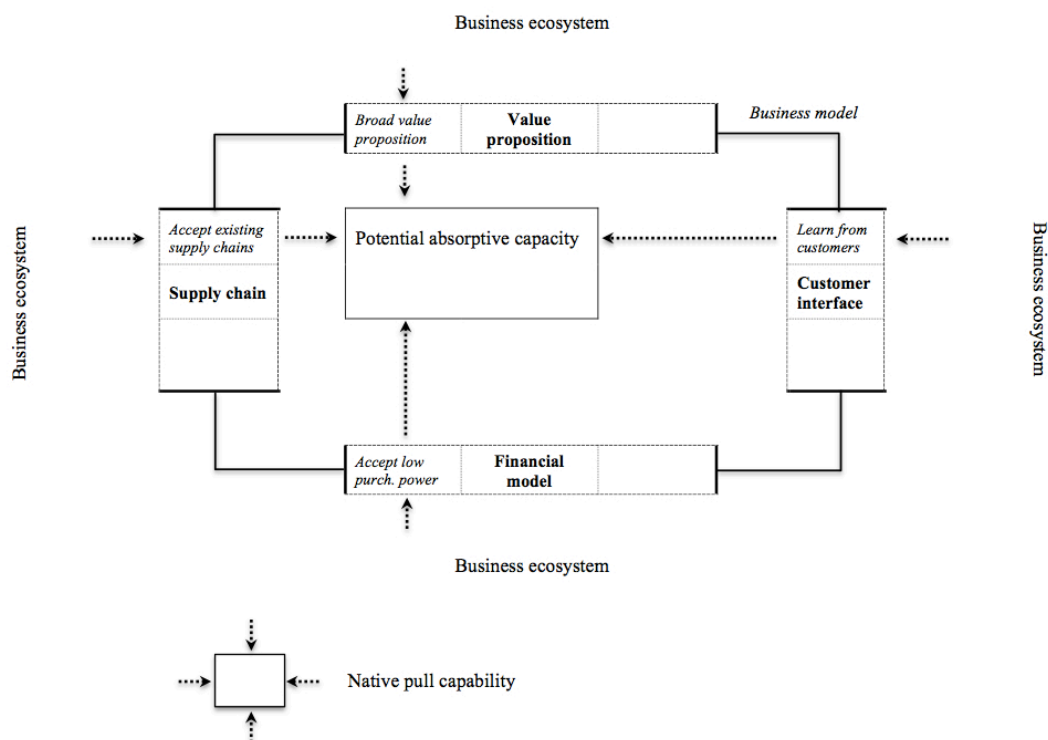 Business ecosystem
Broad value
proposition
Value
proposition
Business model
Accept existing
supply chains
Supply chain
Potential absorptive capacity
Learn from
customers
Customer
interface
Business ecosystem
Business ecosystem
Accept low
purch. power
Financial
model
Business ecosystem
Native pull capability